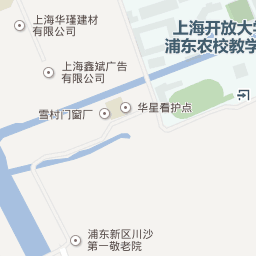 上海华瑾建材
有限公司
上海开放大学
浦东农校教学
上海鑫斌广告
有限公司
雪村门窗厂
华星看护点
浦东新区川沙
第一敬老院